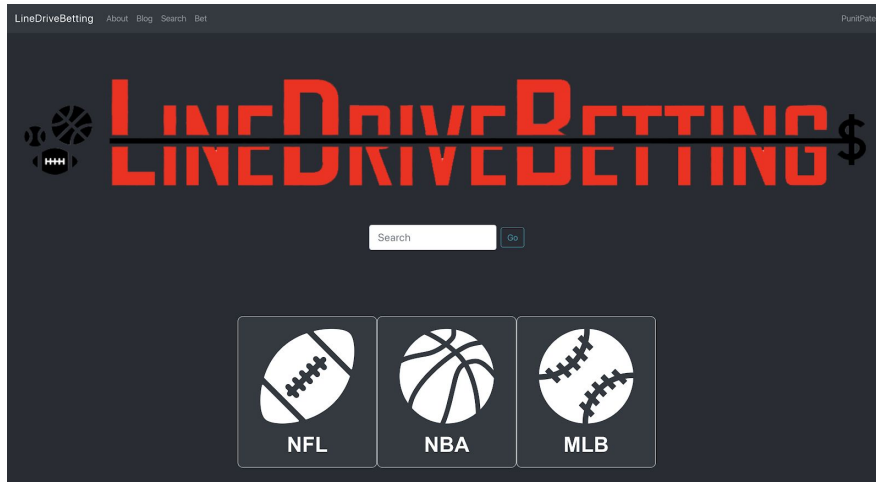 LineDriveBetting About Blog Search Bet PunitPate
LINEDRIVEBETTING$
Search Go
NFL NBA MLB